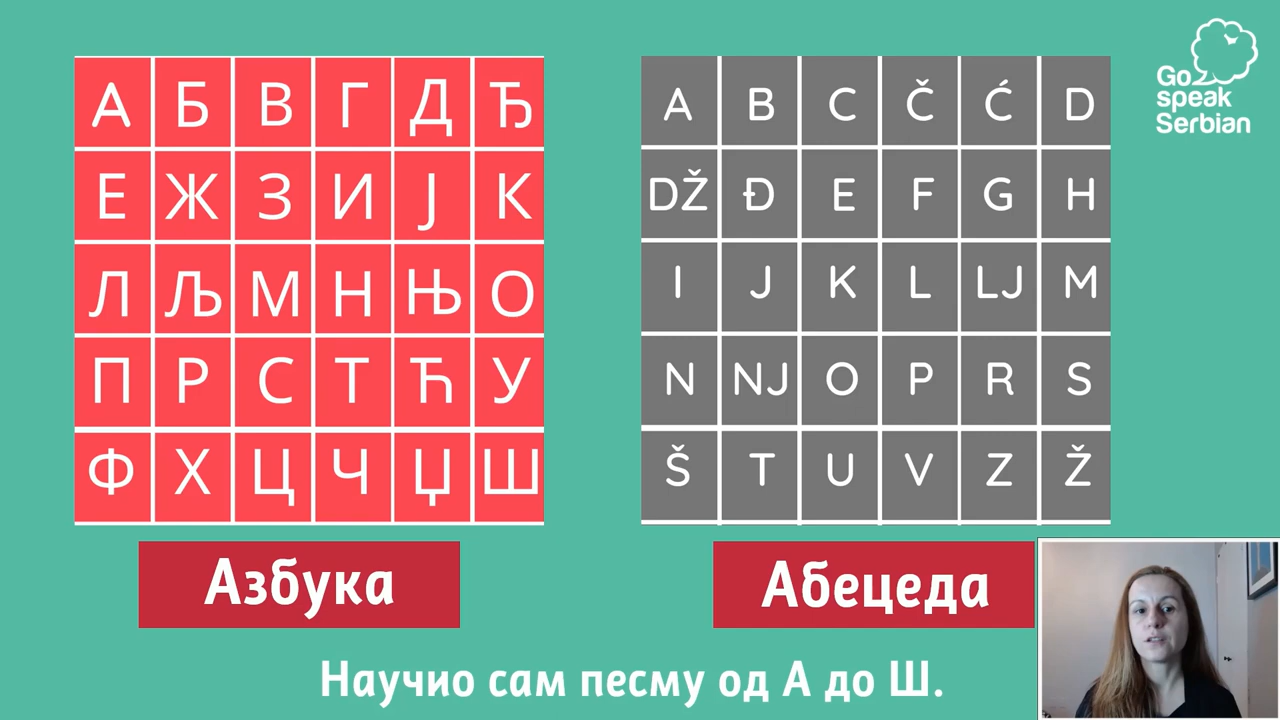 А Б В Г Д Ђ
Е Ж З И Ј К
Л Љ М Н Њ О
П Р С Т Ћ У
Ф Х Ц Ч Џ Ш
Азбука
A B C Č Ć D
DŽ Đ E F G H
I J K L LJ M
N NJ O P R S
Š T U V Z Ž
Абецеда
Научио сам песму од А до Ш.
Go
speak
Serbian